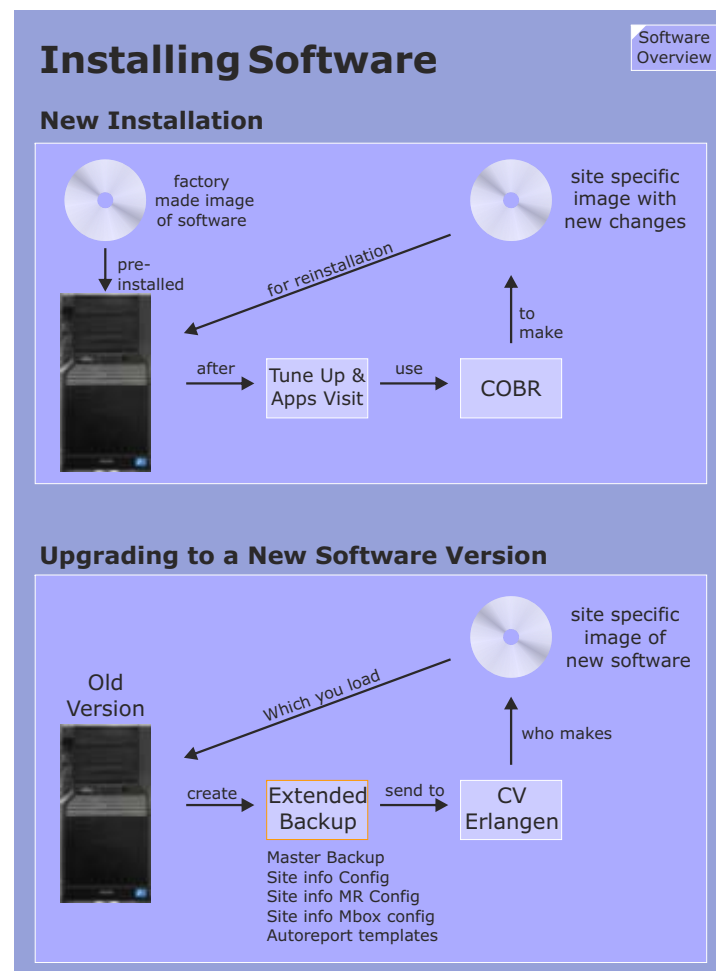 Installing Software
Software
Overview
New Installation
factory
made image
of software
site specific
image with
new changes
pre-
installed
for reinstallation
to
make
after
Tune Up &
Apps Visit
use
COBR
Upgrading to a New Software Version
site specific
image of
new software
Old
Version
Which you load
who makes
create
Extended
Backup
send to
CV
Erlangen
Master Backup
Site info Config
Site info MR Config
Site info Mbox config
Autoreport templates